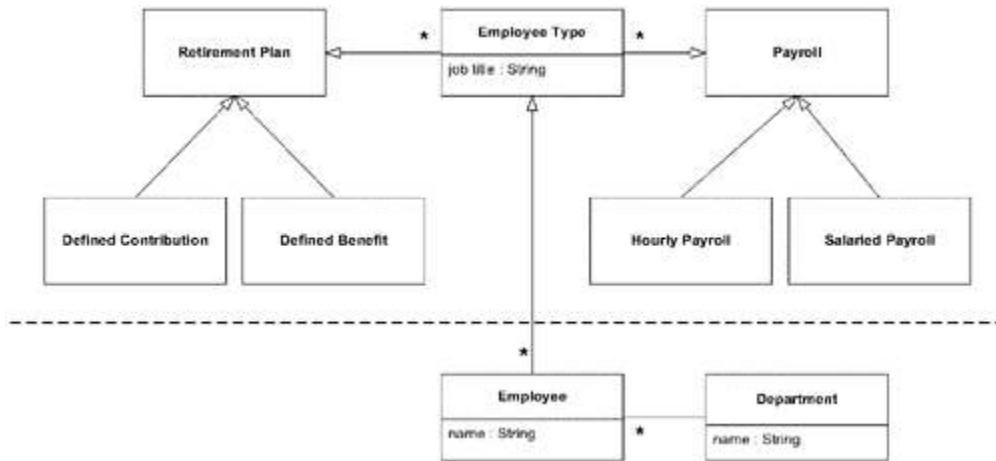 Retirement Plan
*
Employee Type
job title : String
*
Payroll
Defined Contribution
Defined Benefit
Hourly Payroll
Salaried Payroll
*
Employee
name : String
*
Department
name : String